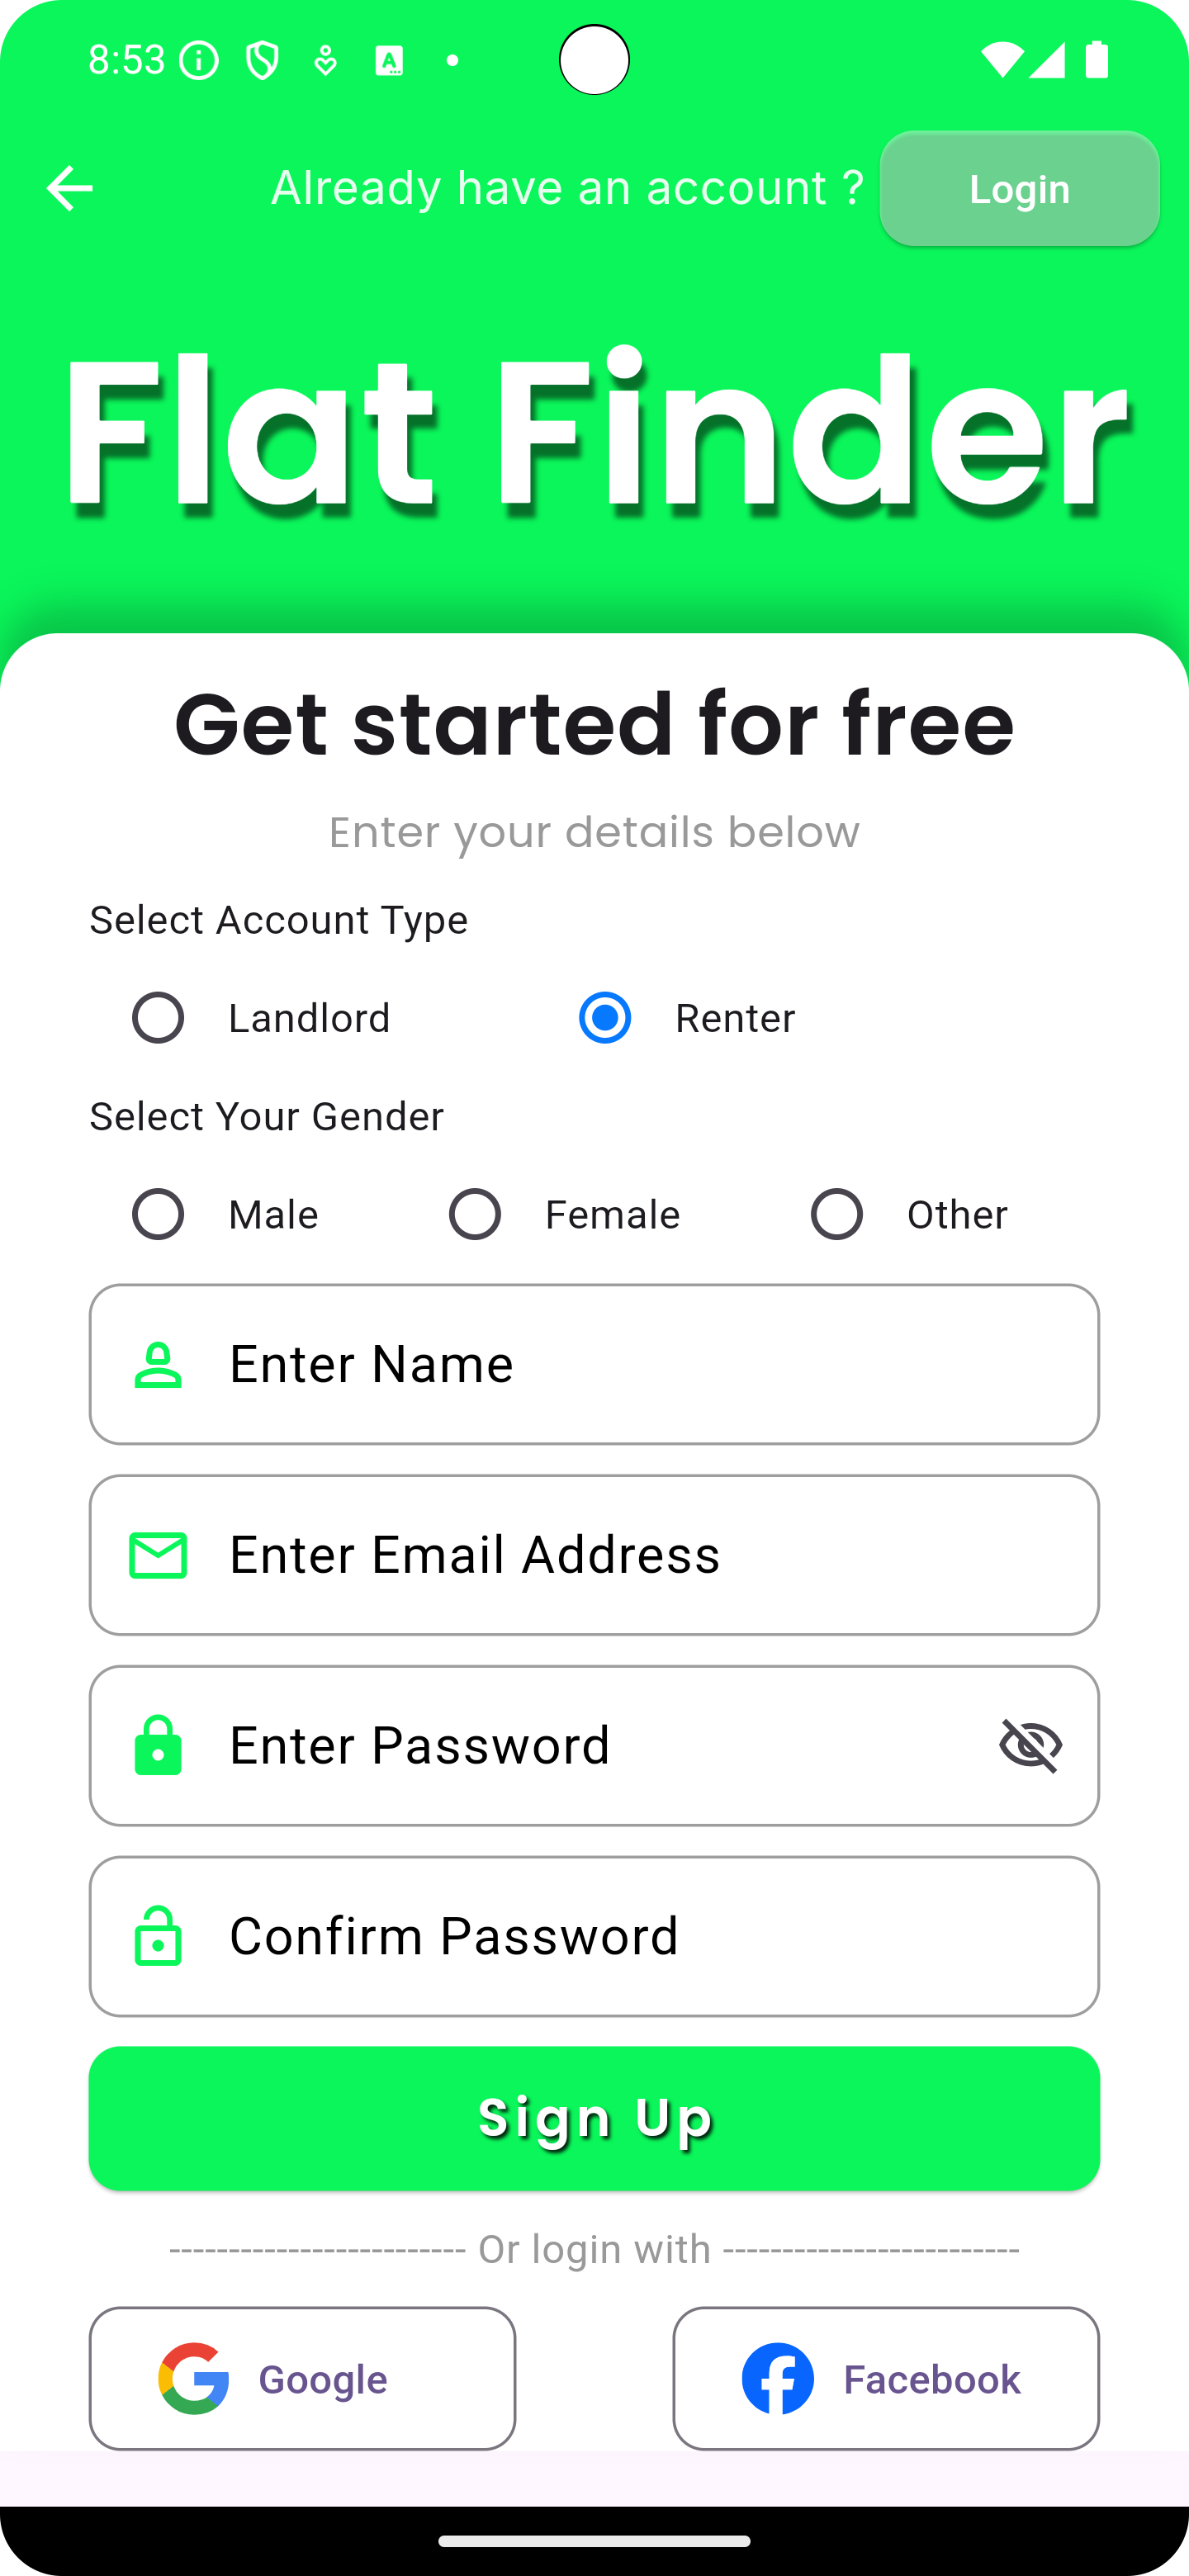 8:53
Already have an account ?
Login
Flat Finder
Get started for free
Enter your details below
Select Account Type
Landlord Renter
Select Your Gender
Male Female Other
Enter Name
Enter Email Address
Enter Password
Confirm Password
Sign Up
------------------------- Or login with -------------------------
Google Facebook